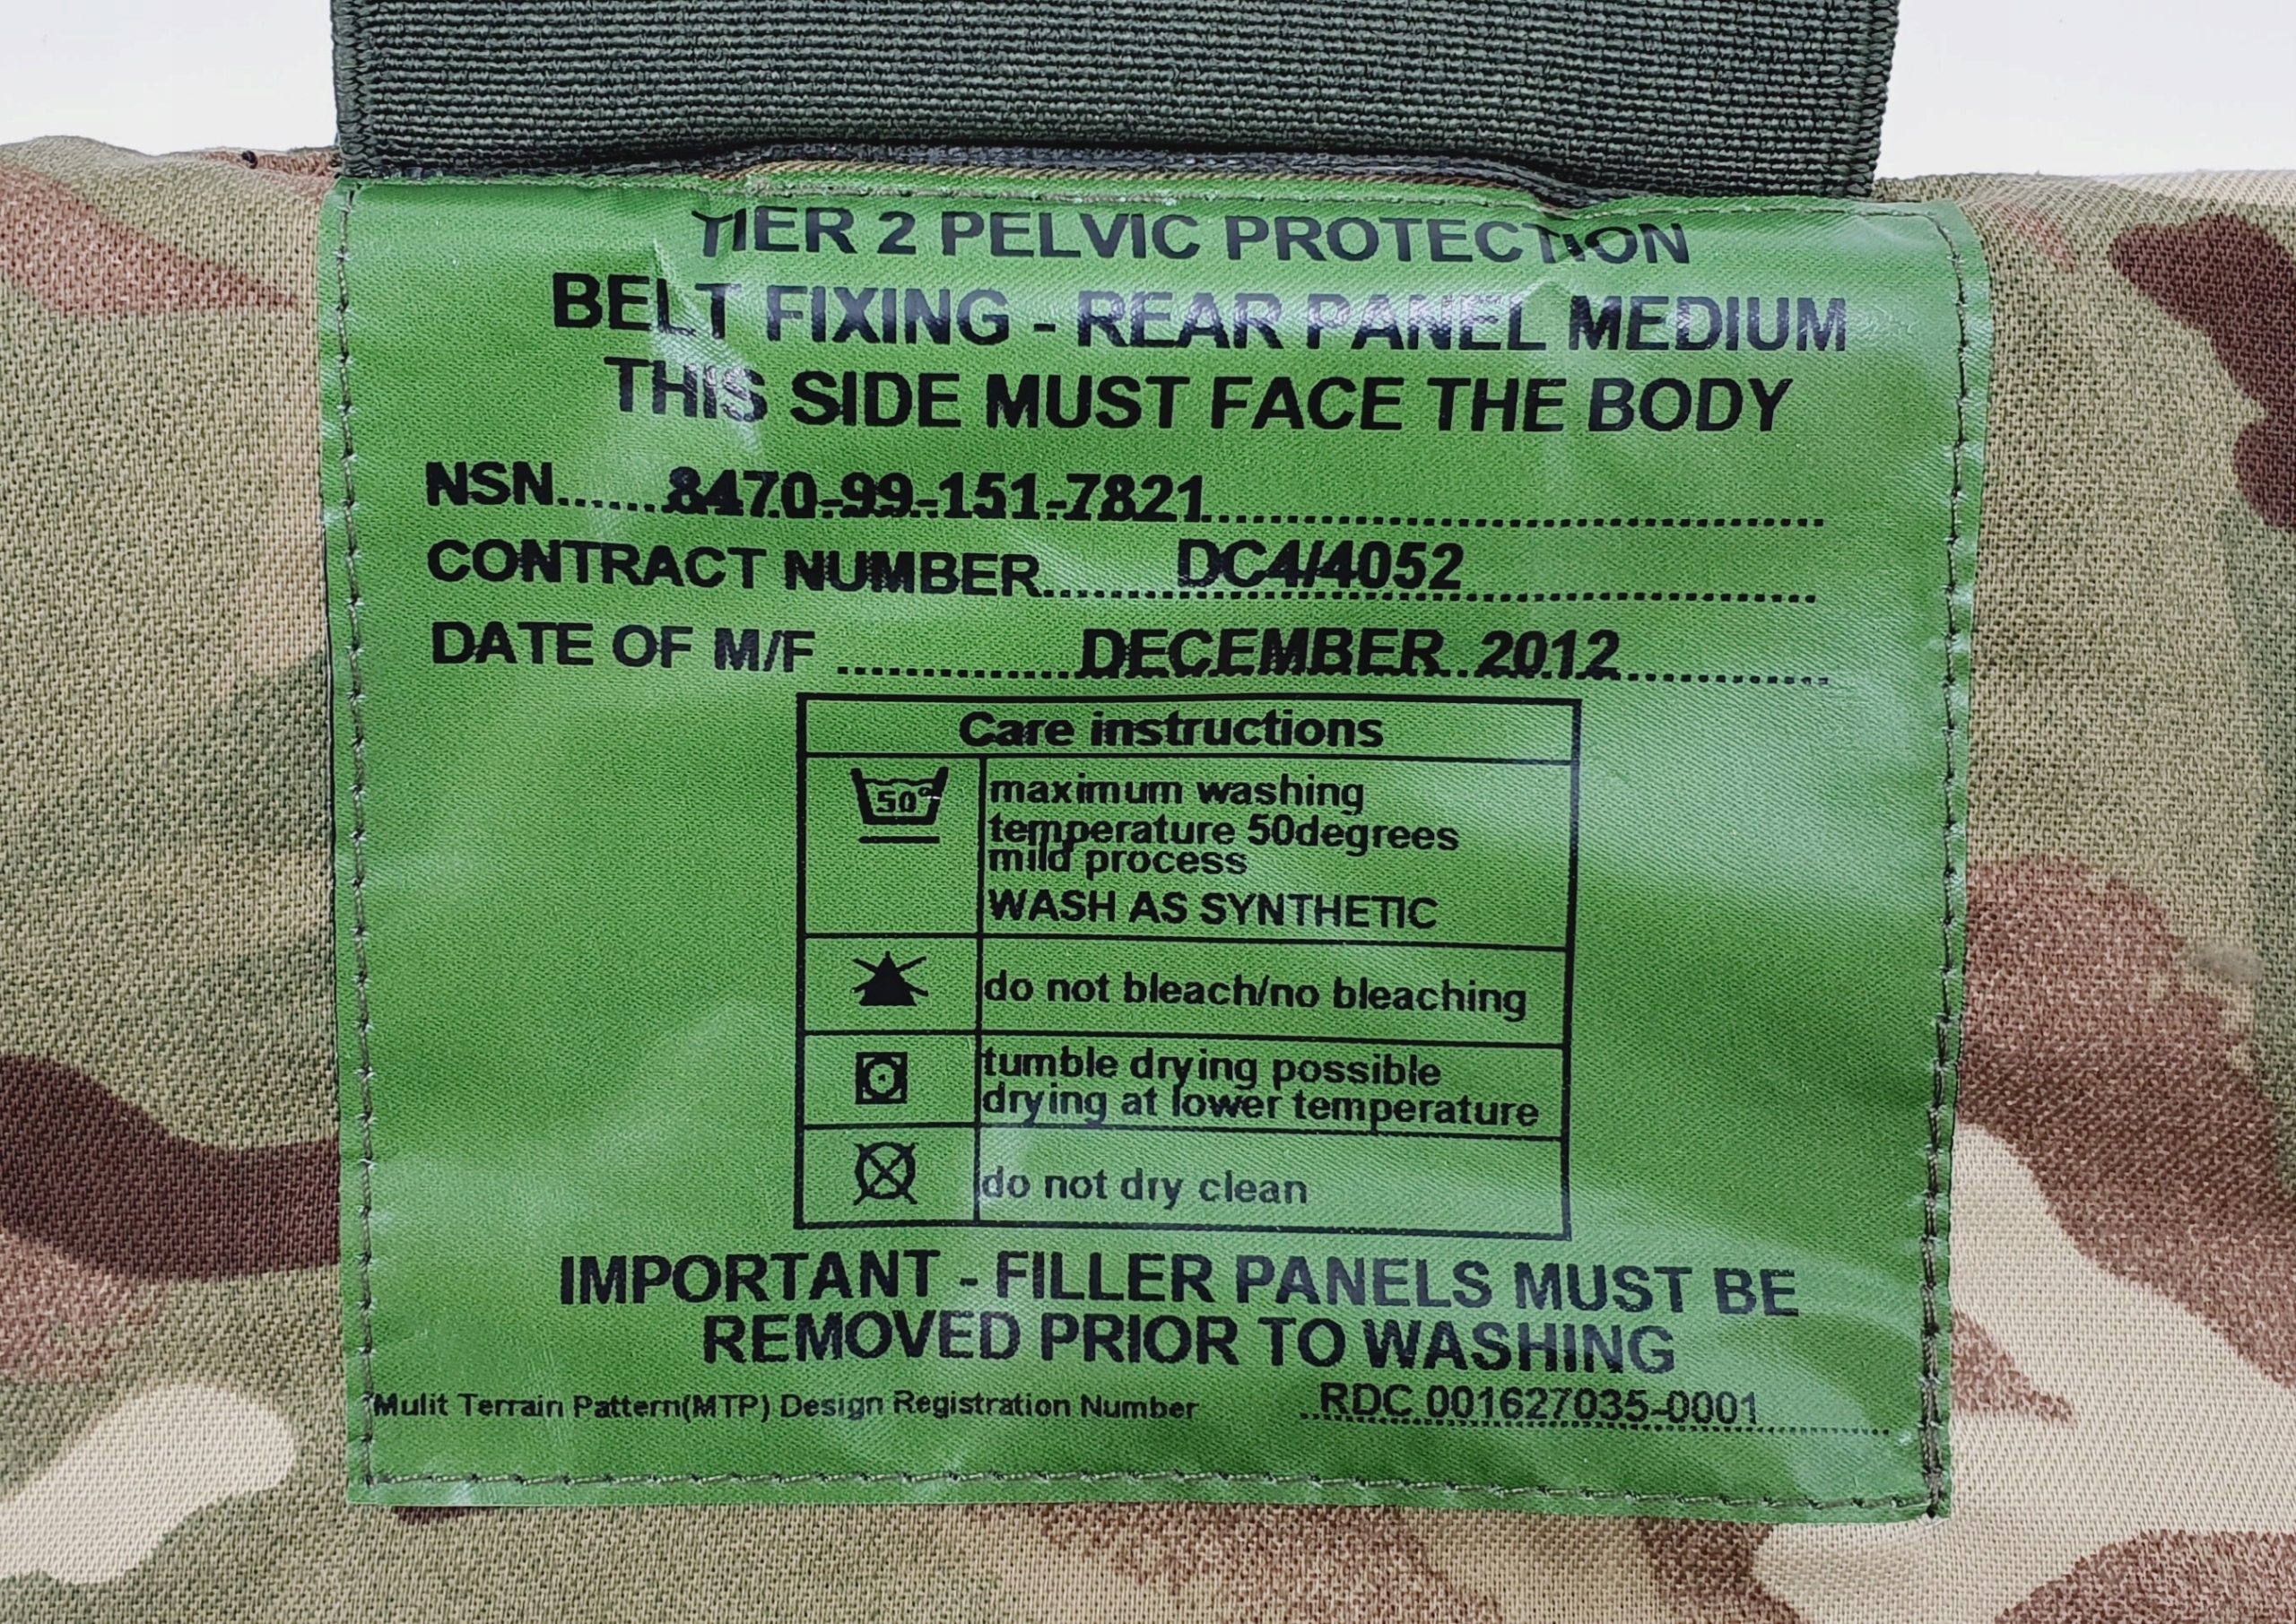 TIER 2 PELVIC PROTECTION
BELT FIXING - REAR PANEL MEDIUM
THIS SIDE MUST FACE THE BODY
NSN......8470-99-151-7821..........................................
CONTRACT NUMBER.........DC4/4052........................
DATE OF M/F ................DECEMBER..2012..............
Care instructions
50°
maximum washing
temperature 50degrees
mild process
WASH AS SYNTHETIC
do not bleach/no bleaching
tumble drying possible
drying at lower temperature
do not dry clean
IMPORTANT - FILLER PANELS MUST BE
REMOVED PRIOR TO WASHING
Mulit Terrain Pattern(MTP) Design Registration Number RDC 001627035-0001